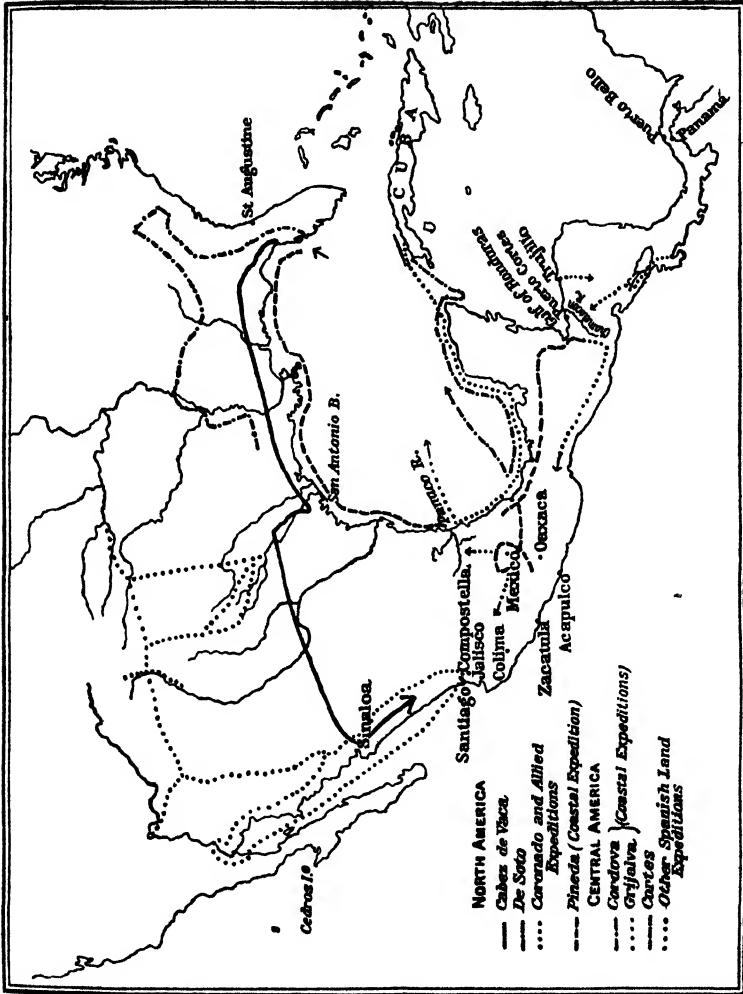 St Augustine
CUBA
Puerto Bello
Panamá
Gulf of Honduras
Puerto Cortes
Trujillo
San Antonio B.
Panuco R.
Oaxaca
Mexico
Acapulco
Zacatula
Colima
Jalisco
Santiago Compostella
Sinaloa
Cedros I.
NORTH AMERICA
Cabez de Vaca
De Soto
Coronado and Allied
Expeditions
Pineda (Coastal Expedition)
CENTRAL AMERICA
Cordova
Grijalva
(Coastal Expeditions)
Cortes
Other Spanish Land
Expeditions